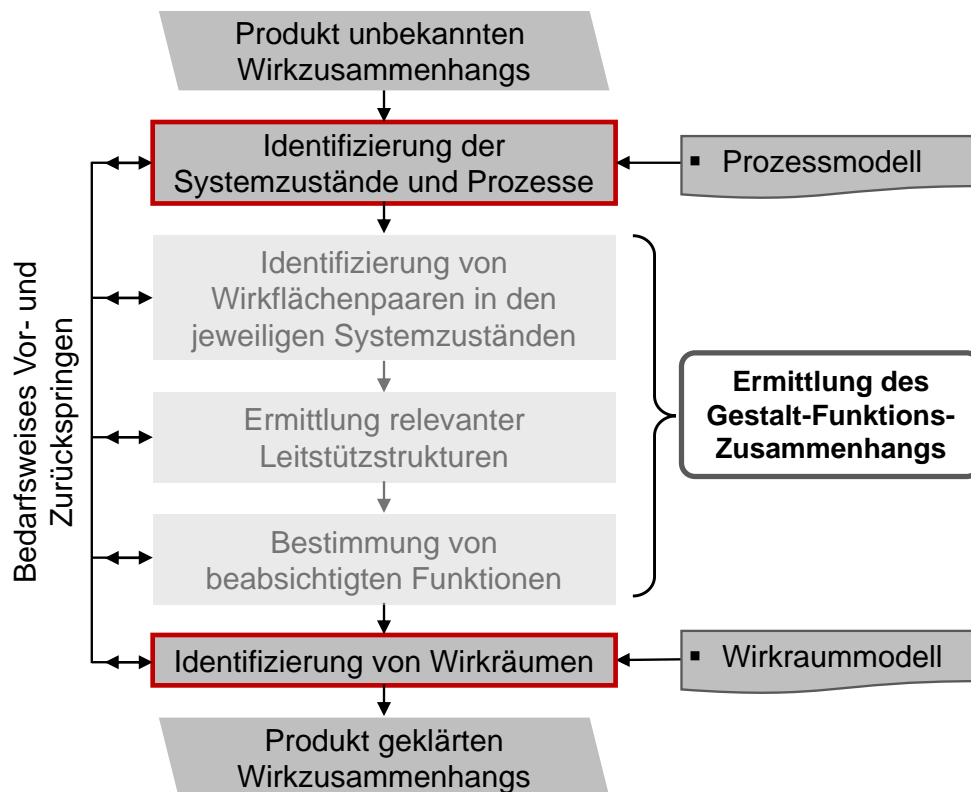 Produkt unbekannten
Wirkzusammenhangs
Identifizierung der
Systemzustände und Prozesse
▪ Prozessmodell
Bedarfsweises Vor- und
Zurückspringen
Identifizierung von
Wirkflächenpaaren in den
jeweiligen Systemzuständen
Ermittlung relevanter
Leitstützstrukturen
Bestimmung von
beabsichtigten Funktionen
Ermittlung des
Gestalt-Funktions-
Zusammenhangs
Identifizierung von Wirkräumen
▪ Wirkraummodell
Produkt geklärten
Wirkzusammenhangs